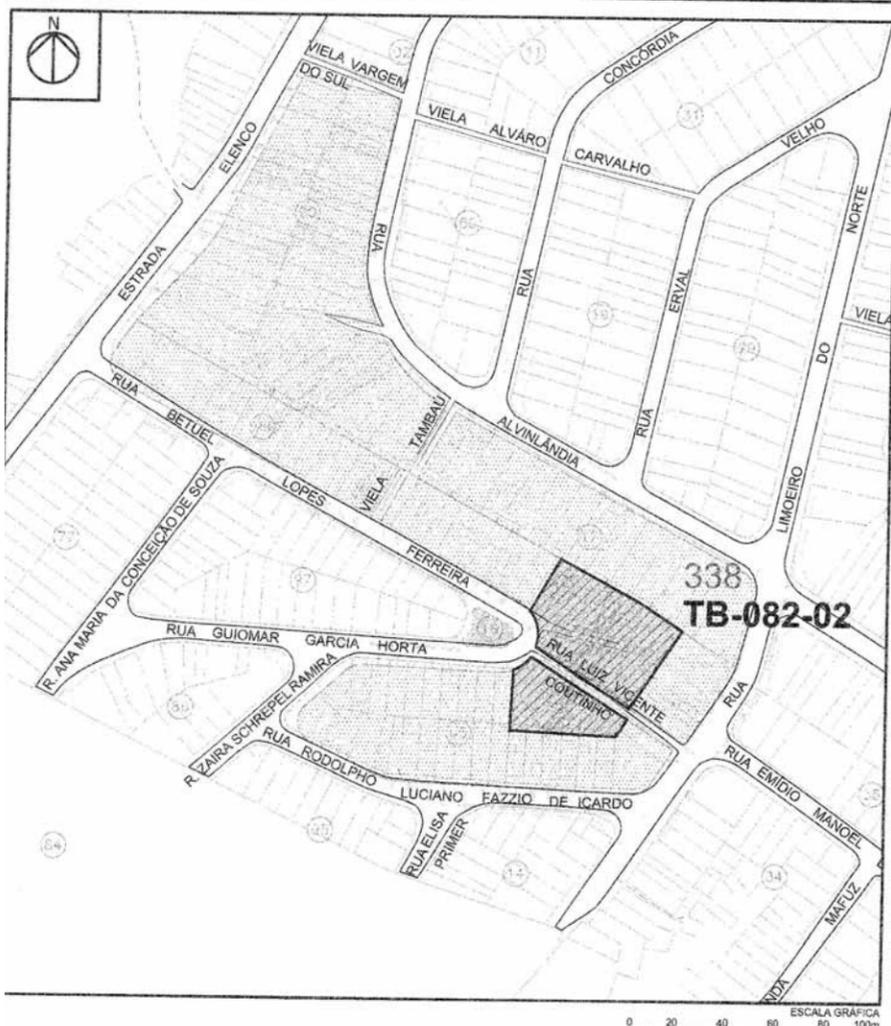 N
VIELA VARGEM
DO SUL
ELENCO
ESTRADA
VIELA ALVARO CARVALHO
CONCÓRDIA
VELHO
RUA
RUA
ERVAL
RUA
NORTE
DO
LIMOEIRO
VIELA
RUA BETUEL LOPES FERREIRA
VIELA TAMBAÚ
ALVINLÂNDIA
338
TB-082-02
R. ANA MARIA DA CONCEIÇÃO DE SOUZA
RUA GUIOMAR GARCIA HORTA
RUA LUIZ VICENTE
COUTINHO
RUA
R. ZAIRA SCHREPEL RAMIRA
RUA RODOLPHO LUCIANO FAZZIO DE ICARDO
RUA ELISA
PRIMER
RUA EMÍDIO MANOEL
MAFUZ
NDA
34
ESCALA GRÁFICA
0 20 40 60 80 100m